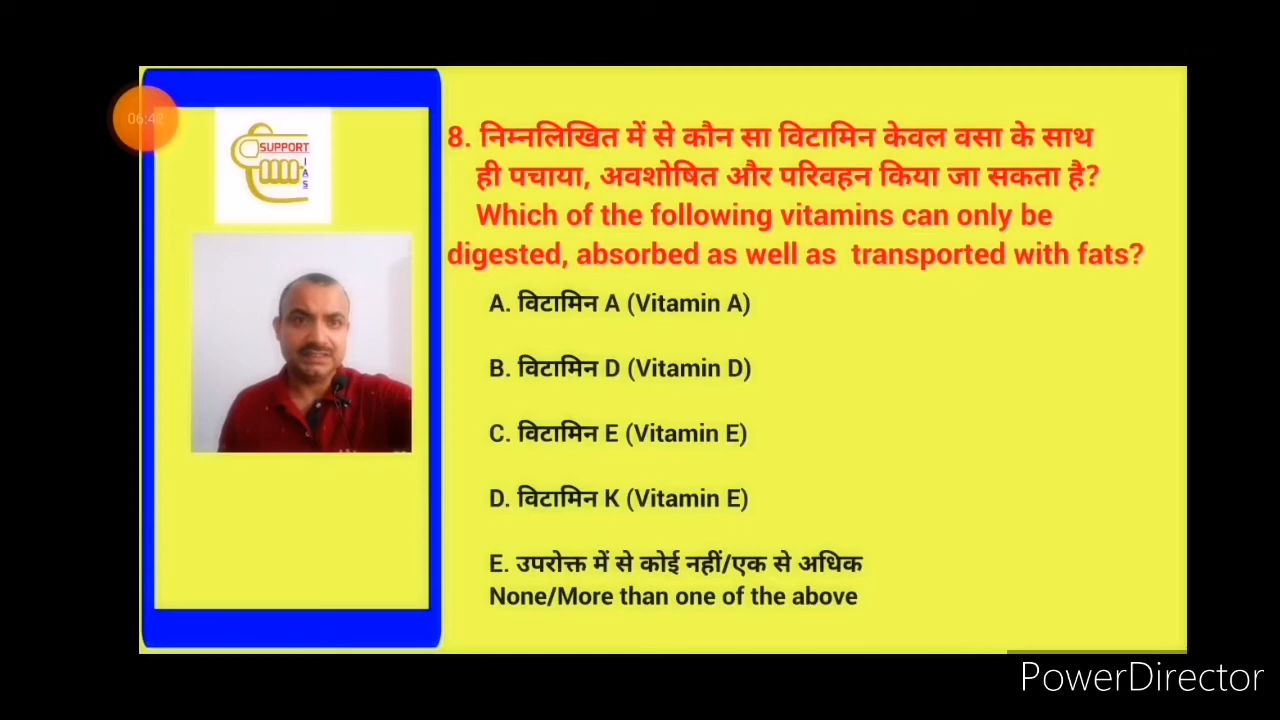 06:42
SUPPORT
IAS
8. निम्नलिखित में से कौन सा विटामिन केवल वसा के साथ
ही पचाया, अवशोषित और परिवहन किया जा सकता है?
Which of the following vitamins can only be
digested, absorbed as well as transported with fats?
A. विटामिन A (Vitamin A)
B. विटामिन D (Vitamin D)
C. विटामिन E (Vitamin E)
D. विटामिन K (Vitamin E)
E. उपरोक्त में से कोई नहीं/एक से अधिक
None/More than one of the above
PowerDirector